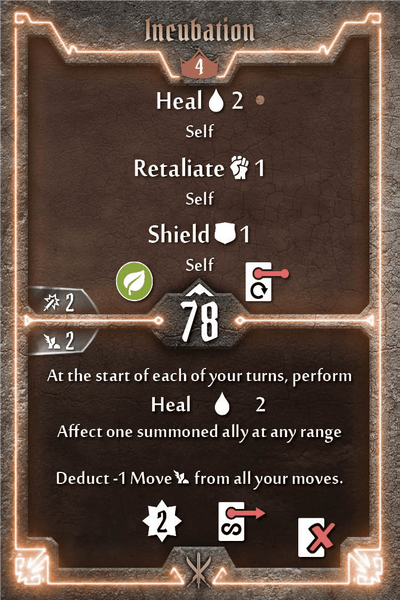 Incubation
4
Heal 2
Self
Retaliate 1
Self
Shield 1
Self
2
78
2
At the start of each of your turns, perform
Heal 2
Affect one summoned ally at any range
Deduct -1 Move from all your moves.
2